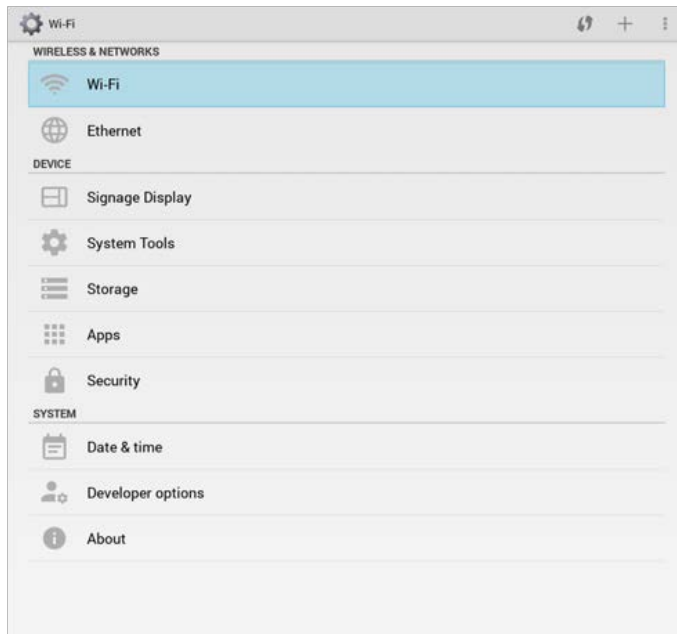 Wi-Fi
WIRELESS & NETWORKS
Wi-Fi
Ethernet
DEVICE
Signage Display
System Tools
Storage
Apps
Security
SYSTEM
Date & time
Developer options
About